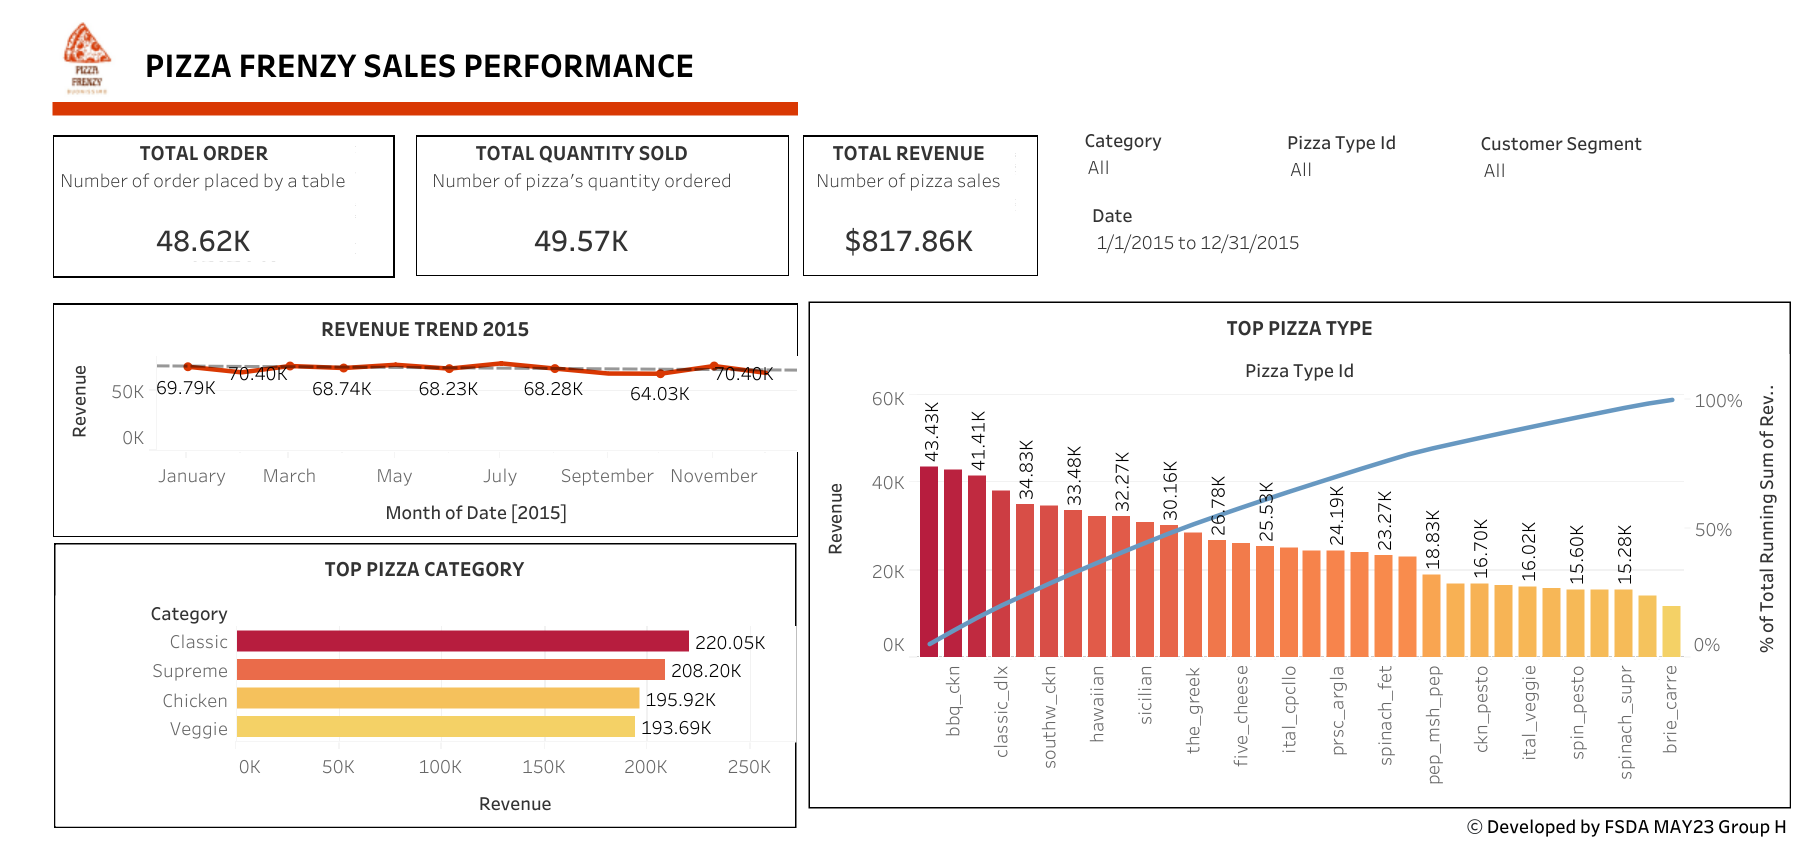 PIZZA
FRENZY
PIZZA FRENZY SALES PERFORMANCE
TOTAL ORDER
Number of order placed by a table
48.62K
TOTAL QUANTITY SOLD
Number of pizza’s quantity ordered
49.57K
TOTAL REVENUE
Number of pizza sales
$817.86K
Category
All
Pizza Type Id
All
Customer Segment
All
Date
1/1/2015 to 12/31/2015
REVENUE TREND 2015
Revenue
50K
0K
69.79K
70.40K
68.74K
68.23K
68.28K
64.03K
70.40K
January
March
May
July
September
November
Month of Date [2015]
TOP PIZZA CATEGORY
Category
Classic
220.05K
Supreme
208.20K
Chicken
195.92K
Veggie
193.69K
0K
50K
100K
150K
200K
250K
Revenue
TOP PIZZA TYPE
Pizza Type Id
Revenue
60K
40K
20K
0K
43.43K
41.41K
34.83K
33.48K
32.27K
30.16K
26.78K
25.53K
24.19K
23.27K
18.83K
16.70K
16.02K
15.60K
15.28K
100%
50%
0%
% of Total Running Sum of Rev..
bbq_ckn
classic_dlx
southw_ckn
hawaiian
sicilian
the_greek
five_cheese
ital_cpcllo
prsc_argla
spinach_fet
pep_msh_pep
ckn_pesto
ital_veggie
spin_pesto
spinach_supr
brie_carre
© Developed by FSDA MAY23 Group H